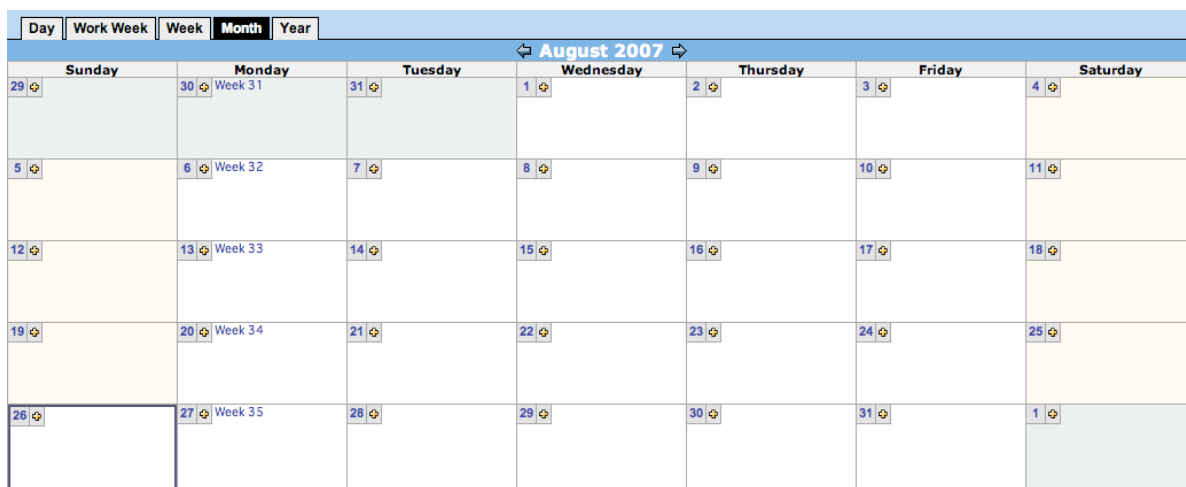 Day Work Week Week Month Year
August 2007
Sunday Monday Tuesday Wednesday Thursday Friday Saturday
29 30 Week 31 31 1 2 3 4
5 6 Week 32 7 8 9 10 11
12 13 Week 33 14 15 16 17 18
19 20 Week 34 21 22 23 24 25
26 27 Week 35 28 29 30 31 1